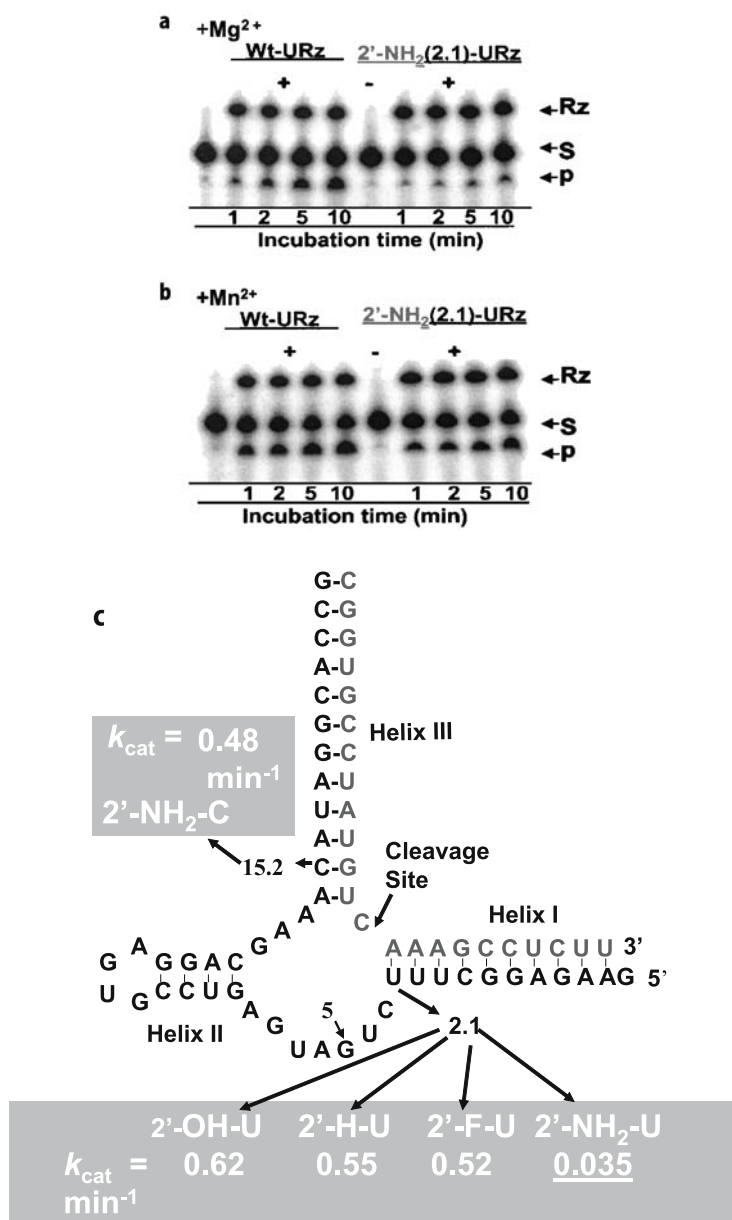 a
+Mg2+
Wt-URz 2'-NH2(2.1)-URz
+ - +
Rz
S
p
1 2 5 10 1 2 5 10
Incubation time (min)
b
+Mn2+
Wt-URz 2'-NH2(2.1)-URz
+ - +
Rz
S
p
1 2 5 10 1 2 5 10
Incubation time (min)
c
G-C
C-G
C-G
A-U
C-G
G-C
G-C
A-U
U-A
A-U
C-G
A-U
Helix III
kcat = 0.48
min-1
2'-NH2-C
15.2
Cleavage
Site
C
Helix I
A A A G C C U C U U 3'
U U U C G G A G A A G 5'
G A G G A C G A A A
G U G C C U G A G U A G U C
Helix II
5
2.1
2'-OH-U 2'-H-U 2'-F-U 2'-NH2-U
kcat = 0.62 0.55 0.52 0.035
min-1